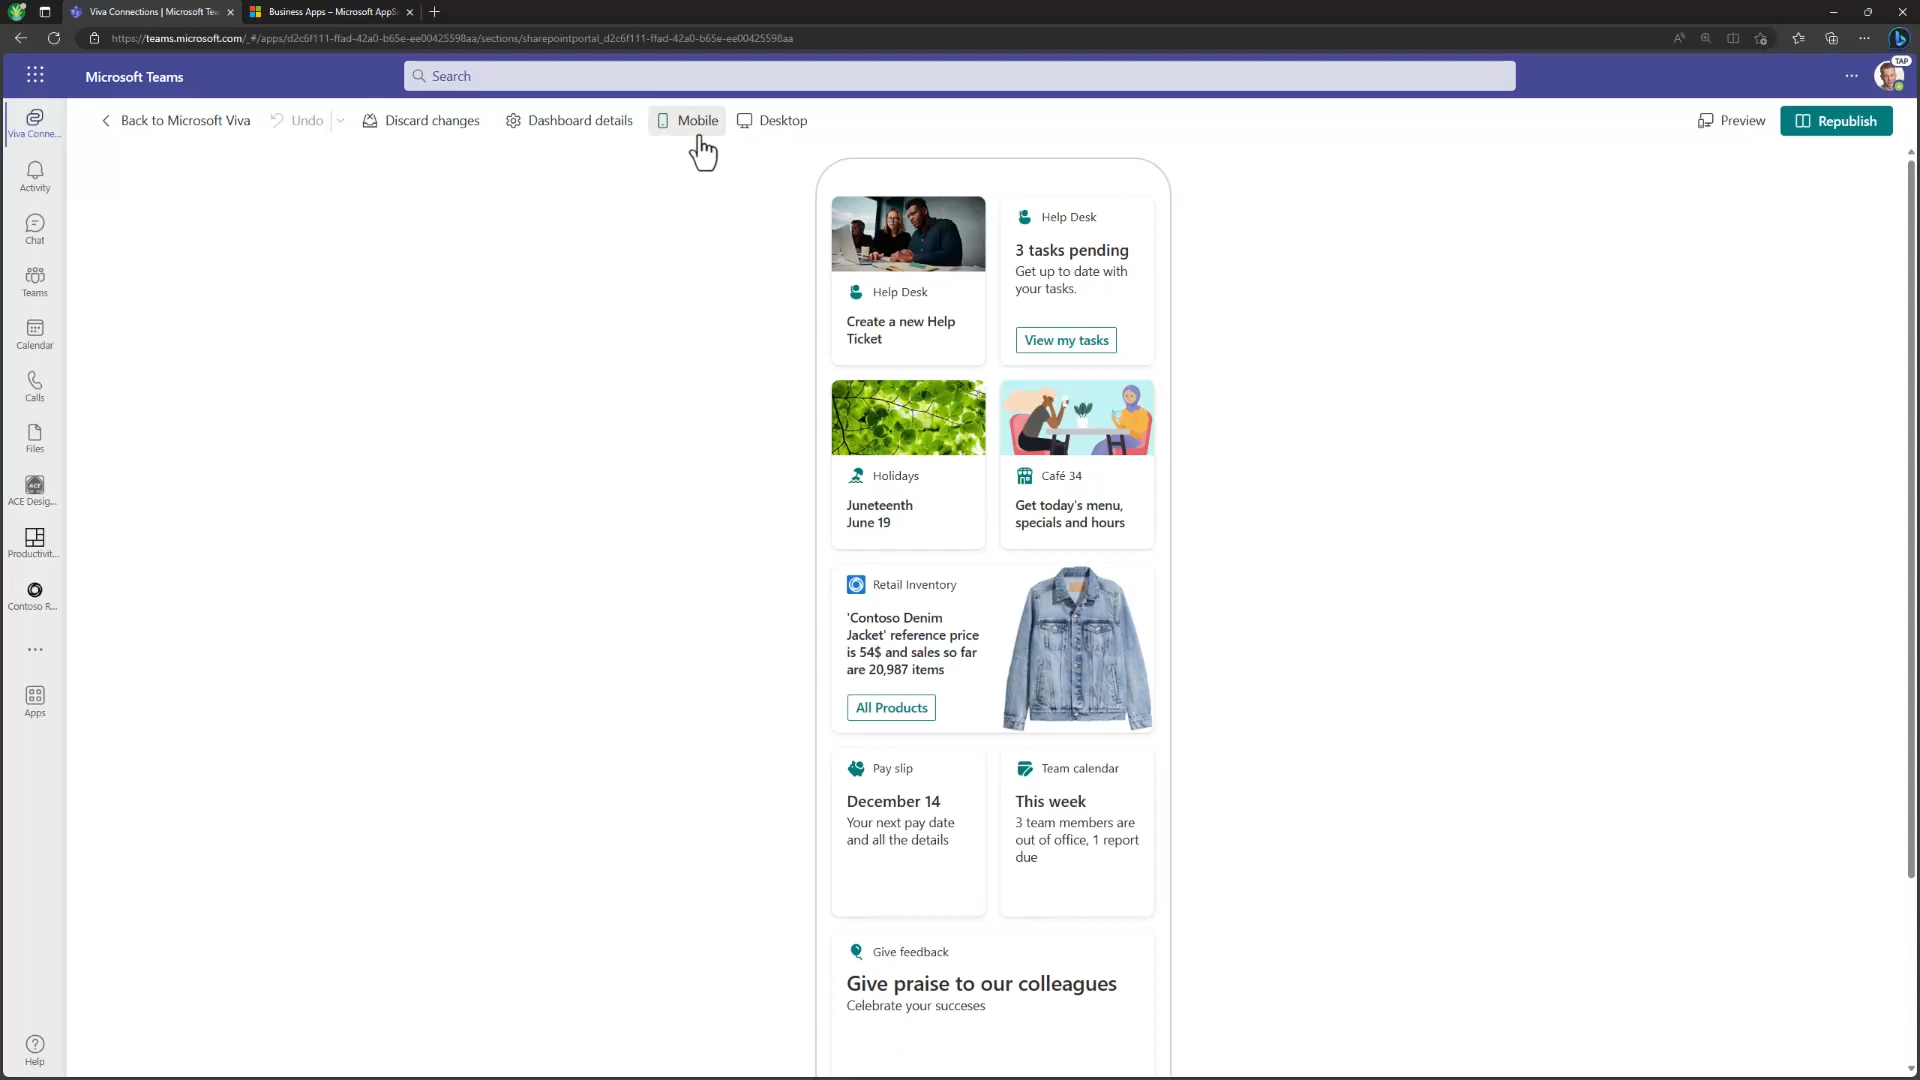 Viva Connections | Microsoft Tea
Business Apps – Microsoft AppS
https://teams.microsoft.com/_#/apps/d2c6f111-ffad-42a0-b65e-ee00425598aa/sections/sharepointportal_d2c6f111-ffad-42a0-b65e-ee00425598aa
Microsoft Teams
Search
TAP
Back to Microsoft Viva
Undo
Discard changes
Dashboard details
Mobile
Desktop
Preview
Republish
Viva Conne...
Activity
Chat
Teams
Calendar
Calls
Files
ACE
ACE Desig...
Productivit...
Contoso R...
Apps
Help
Help Desk
Create a new Help
Ticket
Help Desk
3 tasks pending
Get up to date with
your tasks.
View my tasks
Holidays
Juneteenth
June 19
Café 34
Get today's menu,
specials and hours
Retail Inventory
'Contoso Denim
Jacket' reference price
is 54$ and sales so far
are 20,987 items
All Products
Pay slip
December 14
Your next pay date
and all the details
Team calendar
This week
3 team members are
out of office, 1 report
due
Give feedback
Give praise to our colleagues
Celebrate your succeses